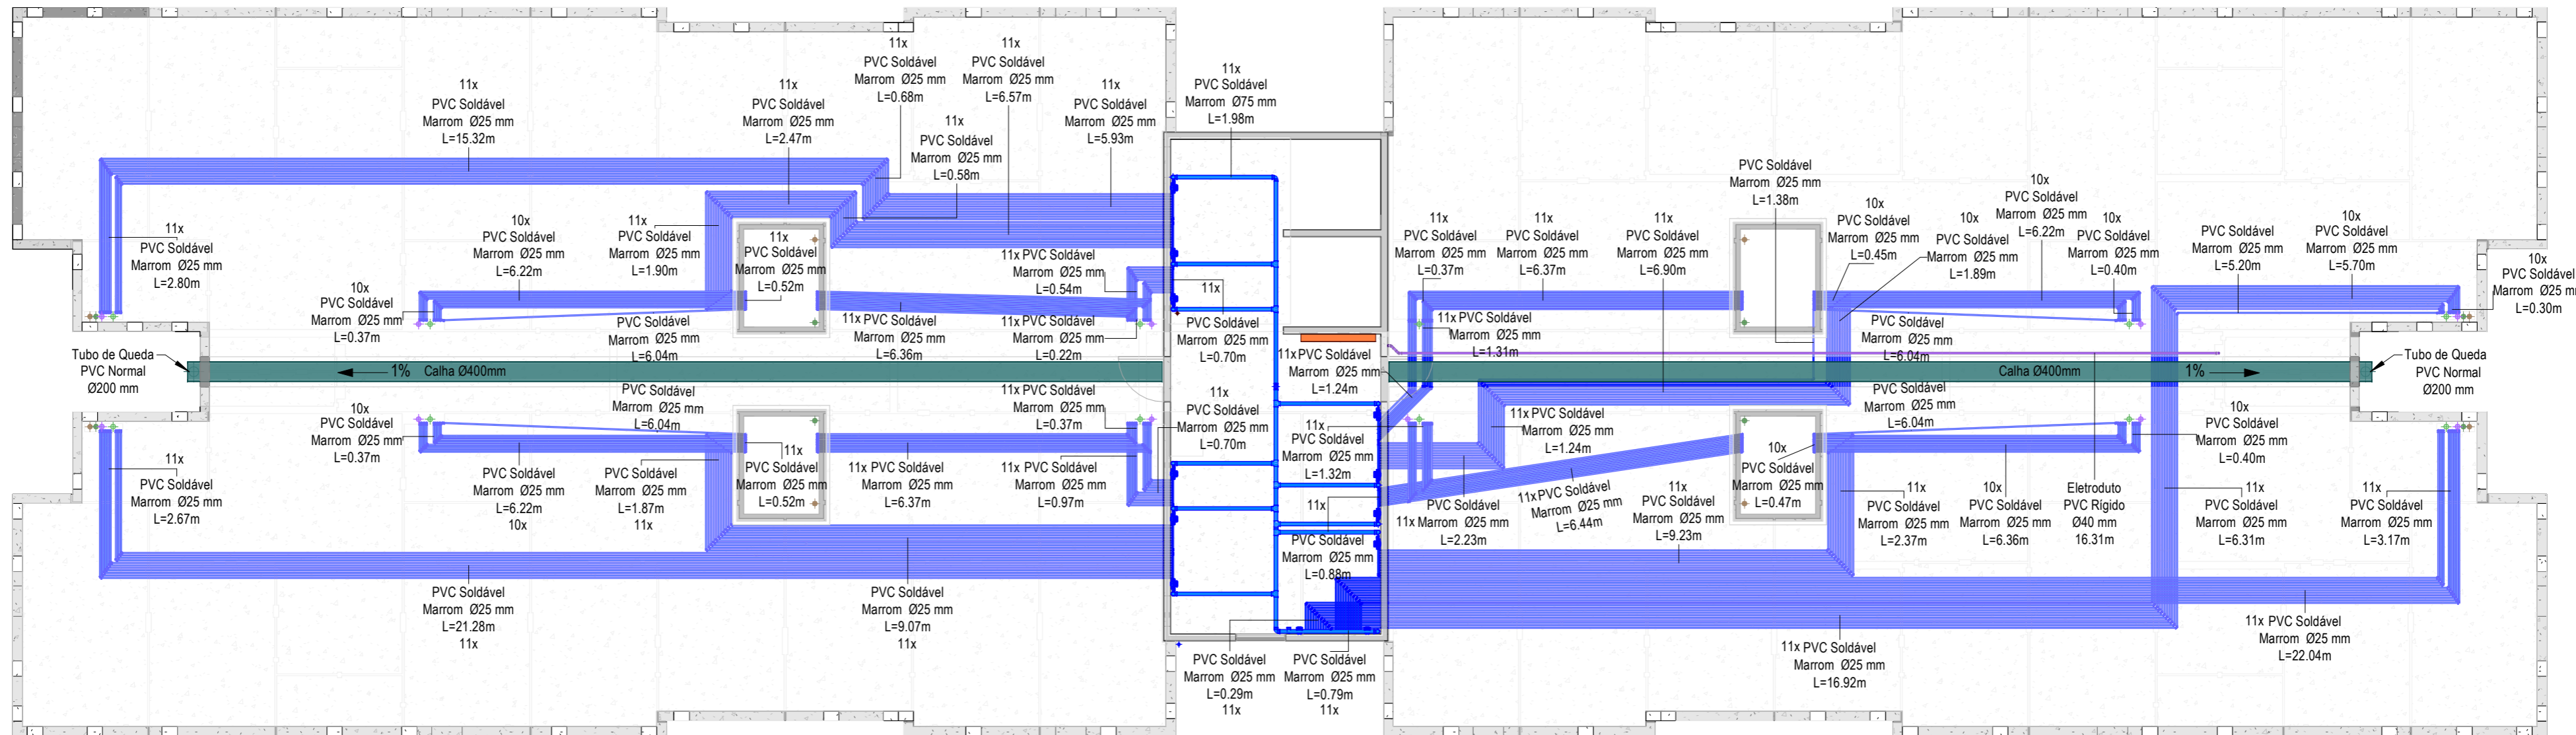 11x
PVC Soldável
Marrom Ø25 mm
L=15.32m
11x
PVC Soldável
Marrom Ø25 mm
L=2.47m
11x
PVC Soldável
Marrom Ø25 mm
L=0.68m
11x
PVC Soldável
Marrom Ø25 mm
L=6.57m
11x
PVC Soldável
Marrom Ø25 mm
L=0.58m
11x
PVC Soldável
Marrom Ø25 mm
L=5.93m
11x
PVC Soldável
Marrom Ø75 mm
L=1.98m
11x
PVC Soldável
Marrom Ø25 mm
L=2.80m
10x
PVC Soldável
Marrom Ø25 mm
L=0.37m
10x
PVC Soldável
Marrom Ø25 mm
L=6.22m
11x
PVC Soldável
Marrom Ø25 mm
L=1.90m
11x
PVC Soldável
Marrom Ø25 mm
L=0.52m
PVC Soldável
Marrom Ø25 mm
L=6.04m
11x PVC Soldável
Marrom Ø25 mm
L=6.36m
11x PVC Soldável
Marrom Ø25 mm
L=0.54m
11x PVC Soldável
Marrom Ø25 mm
L=0.22m
11x
PVC Soldável
Marrom Ø25 mm
L=0.70m
11x
PVC Soldável
Marrom Ø25 mm
L=0.37m
11x
PVC Soldável
Marrom Ø25 mm
L=6.37m
11x
PVC Soldável
Marrom Ø25 mm
L=6.90m
PVC Soldável
Marrom Ø25 mm
L=1.38m
10x
PVC Soldável
Marrom Ø25 mm
L=0.45m
10x
PVC Soldável
Marrom Ø25 mm
L=1.89m
10x
PVC Soldável
Marrom Ø25 mm
L=6.22m
10x
PVC Soldável
Marrom Ø25 mm
L=0.40m
PVC Soldável
Marrom Ø25 mm
L=5.20m
10x
PVC Soldável
Marrom Ø25 mm
L=5.70m
10x
PVC Soldável
Marrom Ø25 m
L=0.30m
11x PVC Soldável
Marrom Ø25 mm
L=1.31m
PVC Soldável
Marrom Ø25 mm
L=6.04m
11x PVC Soldável
Marrom Ø25 mm
L=1.24m
Tubo de Queda
PVC Normal
Ø200 mm
1%
Calha Ø400mm
Calha Ø400mm
1%
Tubo de Queda
PVC Normal
Ø200 mm
10x
PVC Soldável
Marrom Ø25 mm
L=0.37m
PVC Soldável
Marrom Ø25 mm
L=6.04m
11x PVC Soldável
Marrom Ø25 mm
L=0.37m
11x
PVC Soldável
Marrom Ø25 mm
L=0.70m
11x
PVC Soldável
Marrom Ø25 mm
L=1.32m
11x PVC Soldável
Marrom Ø25 mm
L=1.24m
PVC Soldável
Marrom Ø25 mm
L=6.04m
10x
PVC Soldável
Marrom Ø25 mm
L=0.40m
11x
PVC Soldável
Marrom Ø25 mm
L=2.67m
PVC Soldável
Marrom Ø25 mm
L=6.22m
10x
PVC Soldável
Marrom Ø25 mm
L=1.87m
11x
11x
PVC Soldável
Marrom Ø25 mm
L=0.52m
11x PVC Soldável
Marrom Ø25 mm
L=6.37m
11x PVC Soldável
Marrom Ø25 mm
L=0.97m
11x
PVC Soldável
Marrom Ø25 mm
L=0.88m
11x PVC Soldável
Marrom Ø25 mm
L=2.23m
11x PVC Soldável
Marrom Ø25 mm
L=6.44m
11x
PVC Soldável
Marrom Ø25 mm
L=9.23m
10x
PVC Soldável
Marrom Ø25 mm
L=0.47m
11x
PVC Soldável
Marrom Ø25 mm
L=2.37m
10x
PVC Soldável
Marrom Ø25 mm
L=6.36m
Eletroduto
PVC Rígido
Ø40 mm
16.31m
11x
PVC Soldável
Marrom Ø25 mm
L=6.31m
11x
PVC Soldável
Marrom Ø25 mm
L=3.17m
PVC Soldável
Marrom Ø25 mm
L=21.28m
11x
PVC Soldável
Marrom Ø25 mm
L=9.07m
11x
PVC Soldável
Marrom Ø25 mm
L=0.29m
11x
PVC Soldável
Marrom Ø25 mm
L=0.79m
11x
11x PVC Soldável
Marrom Ø25 mm
L=16.92m
11x PVC Soldável
Marrom Ø25 mm
L=22.04m